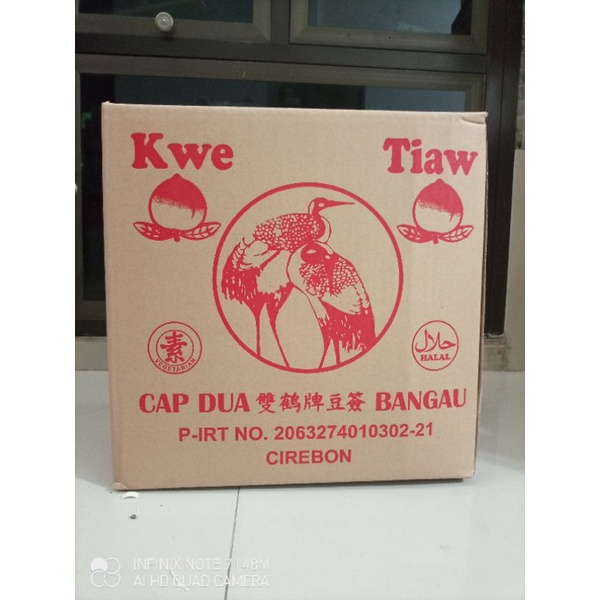 Kwe Tiaw
素
VEGETARIAN
حلال
HALAL
CAP DUA 雙鶴牌豆簽 BANGAU
P-IRT NO. 2063274010302-21
CIREBON
INFINIX NOTE 7 | 48M
AI HD QUAD CAMERA